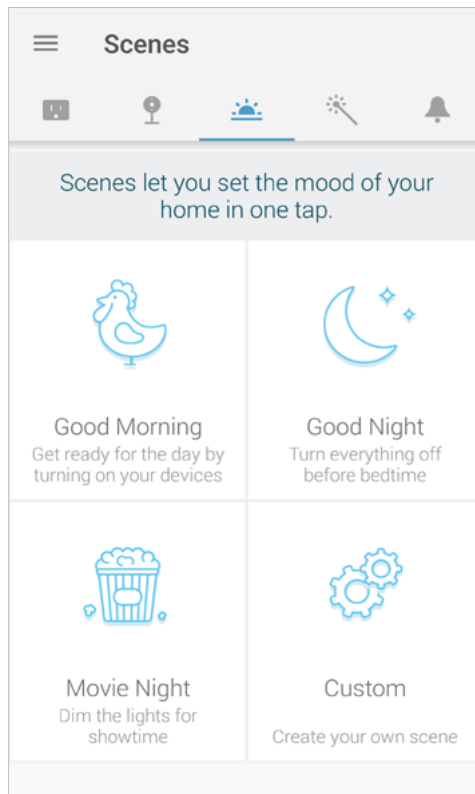 Scenes
Scenes let you set the mood of your
home in one tap.
Good Morning
Get ready for the day by
turning on your devices
Good Night
Turn everything off
before bedtime
Movie Night
Dim the lights for
showtime
Custom
Create your own scene